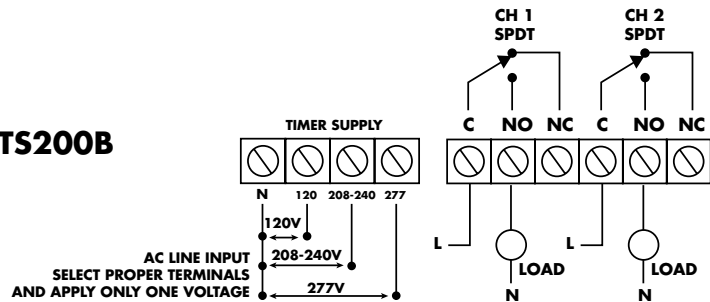 CH 1 CH 2
SPDT SPDT
C NO NC C NO NC
TIMER SUPPLY
TS200B
N 120 208-240 277
120V
208-240V
277V
AC LINE INPUT
SELECT PROPER TERMINALS
AND APPLY ONLY ONE VOLTAGE
L L
LOAD LOAD
N N